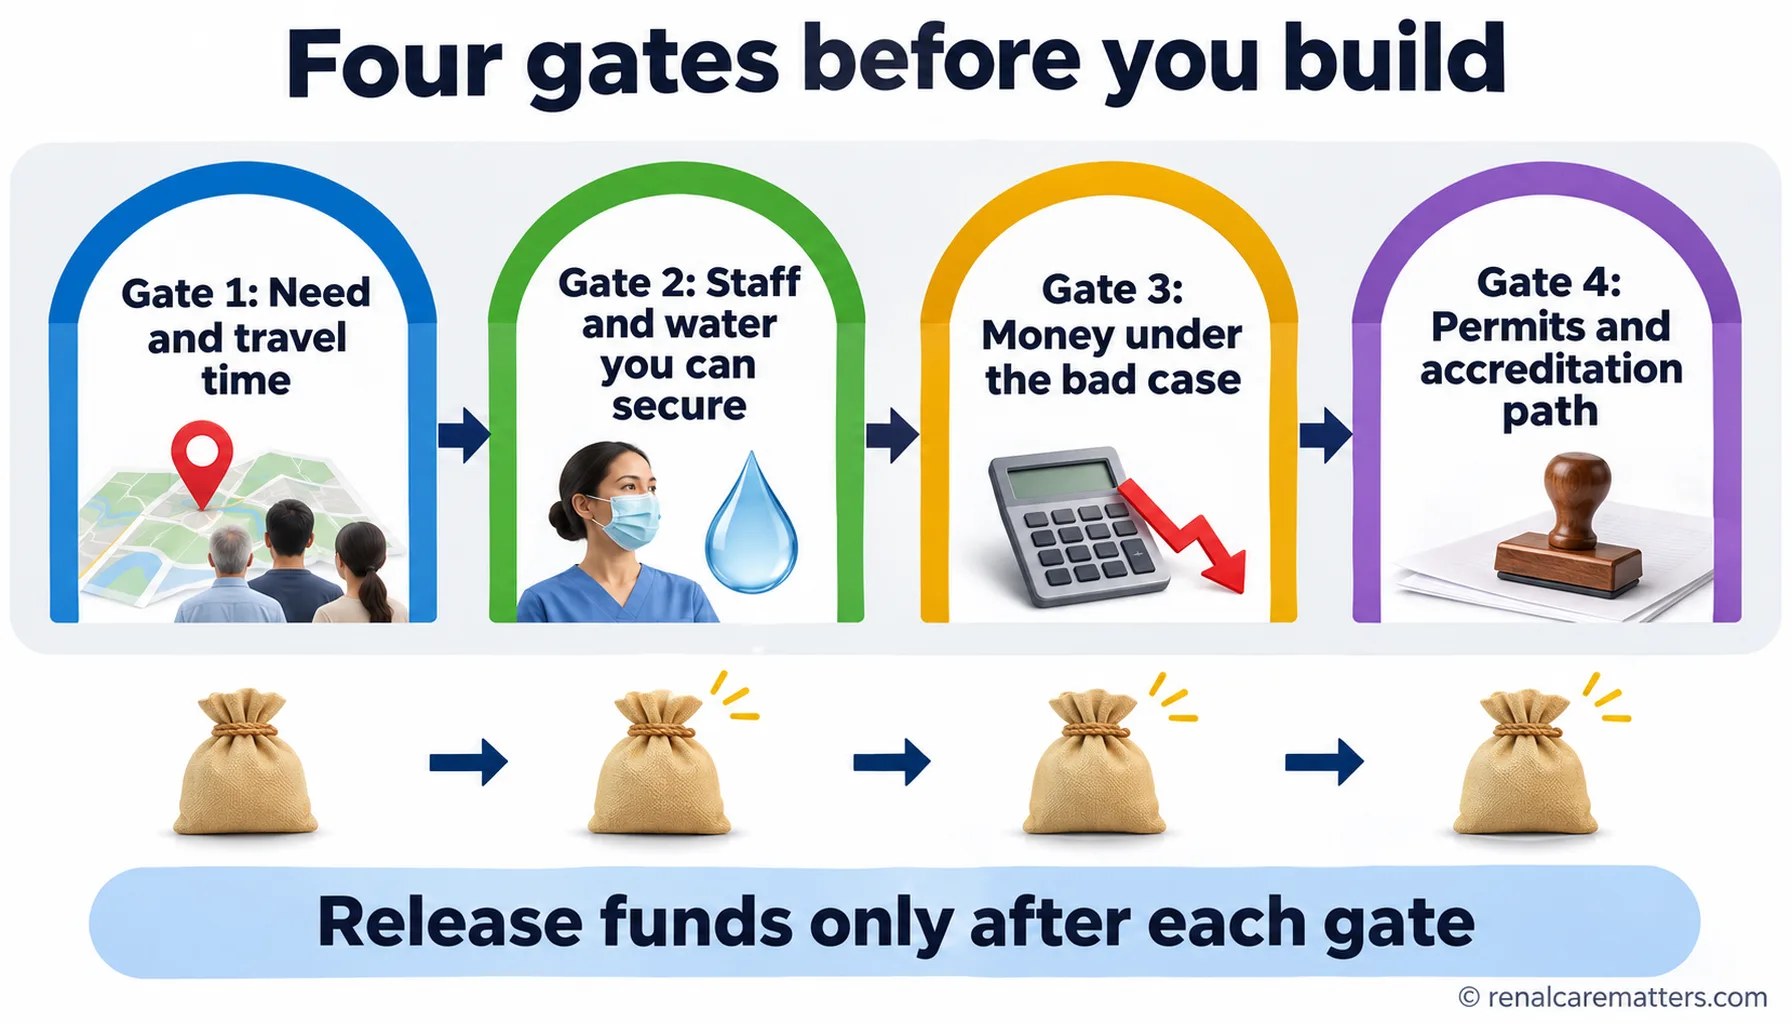 Four gates before you build
Gate 1: Need
and travel
time
Gate 2: Staff
and water
you can
secure
Gate 3:
Money under
the bad case
Gate 4:
Permits and
accreditation
path
Release funds only after each gate
© renalcarematters.com